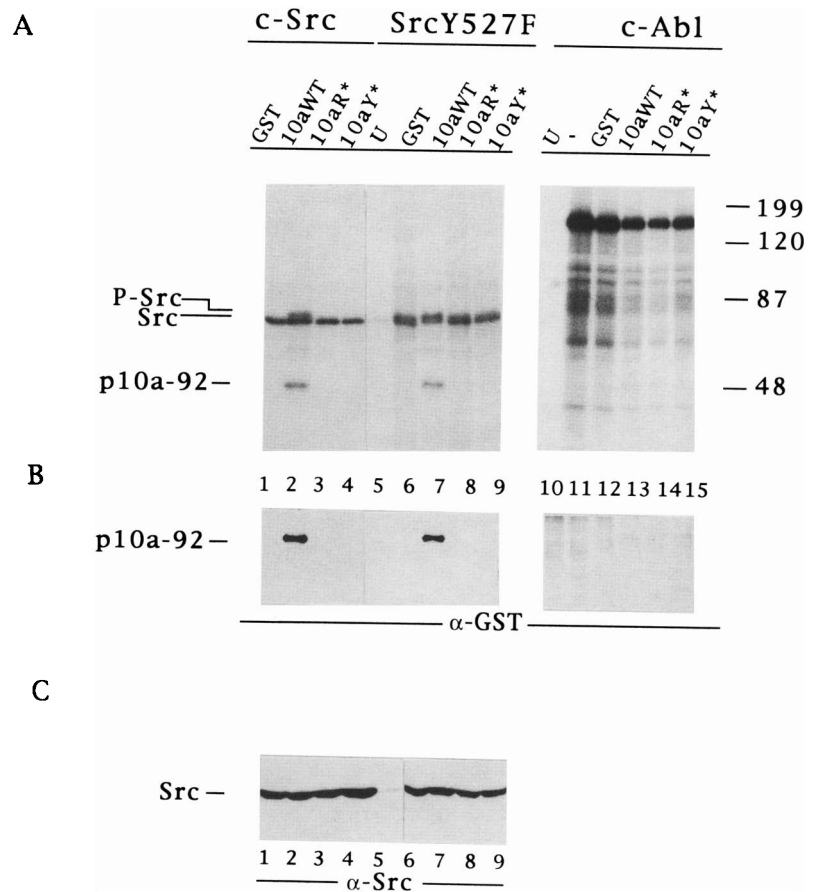 A
c-Src SrcY527F c-Abl
GST 10aWT 10aR* 10aY* U GST 10aWT 10aR* 10aY* U - GST 10aWT 10aR* 10aY*
199
120
P-Src
Src
87
p10a-92
48
B
1 2 3 4 5 6 7 8 9 10 11 12 13 14 15
p10a-92
α-GST
C
Src
1 2 3 4 5 6 7 8 9
α-Src